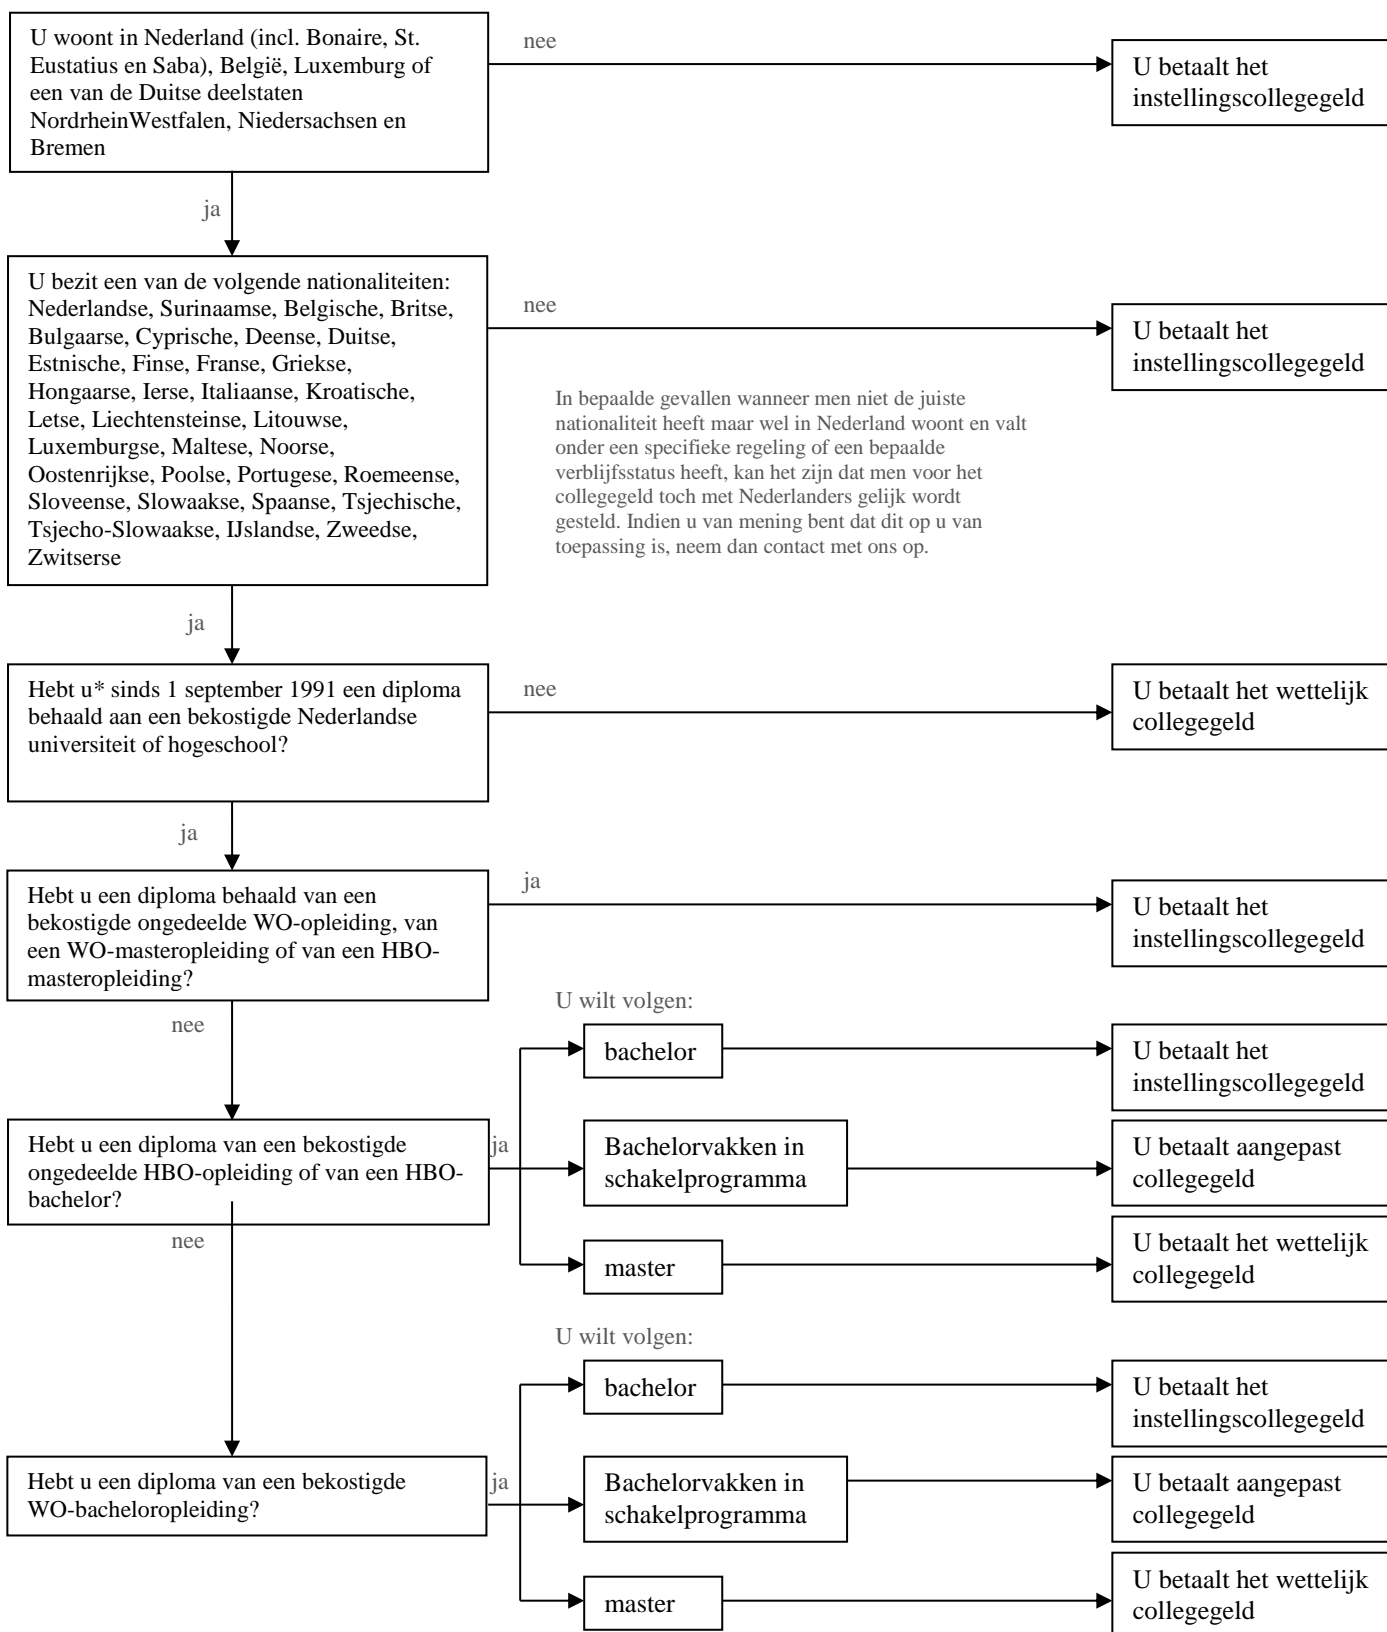 U woont in Nederland (incl. Bonaire, St.
Eustatius en Saba), België, Luxemburg of
een van de Duitse deelstaten
NordrheinWestfalen, Niedersachsen en
Bremen
nee
U betaalt het
instellingscollegegeld
ja
U bezit een van de volgende nationaliteiten:
Nederlandse, Surinaamse, Belgische, Britse,
Bulgaarse, Cyprische, Deense, Duitse,
Estnische, Finse, Franse, Griekse,
Hongaarse, Ierse, Italiaanse, Kroatische,
Letse, Liechtensteinse, Litouwse,
Luxemburgse, Maltese, Noorse,
Oostenrijkse, Poolse, Portugese, Roemeense,
Sloveense, Slowaakse, Spaanse, Tsjechische,
Tsjecho-Slowaakse, IJslandse, Zweedse,
Zwitserse
nee
U betaalt het
instellingscollegegeld
In bepaalde gevallen wanneer men niet de juiste
nationaliteit heeft maar wel in Nederland woont en valt
onder een specifieke regeling of een bepaalde
verblijfsstatus heeft, kan het zijn dat men voor het
collegegeld toch met Nederlanders gelijk wordt
gesteld. Indien u van mening bent dat dit op u van
toepassing is, neem dan contact met ons op.
ja
Hebt u* sinds 1 september 1991 een diploma
behaald aan een bekostigde Nederlandse
universiteit of hogeschool?
nee
U betaalt het wettelijk
collegegeld
ja
Hebt u een diploma behaald van een
bekostigde ongedeelde WO-opleiding, van
een WO-masteropleiding of van een HBO-
masteropleiding?
ja
U betaalt het
instellingscollegegeld
nee
U wilt volgen:
bachelor
U betaalt het
instellingscollegegeld
Hebt u een diploma van een bekostigde
ongedeelde HBO-opleiding of van een HBO-
bachelor?
ja
Bachelorvakken in
schakelprogramma
U betaalt aangepast
collegegeld
nee
master
U betaalt het wettelijk
collegegeld
U wilt volgen:
bachelor
U betaalt het
instellingscollegegeld
Hebt u een diploma van een bekostigde
WO-bacheloropleiding?
ja
Bachelorvakken in
schakelprogramma
U betaalt aangepast
collegegeld
master
U betaalt het wettelijk
collegegeld